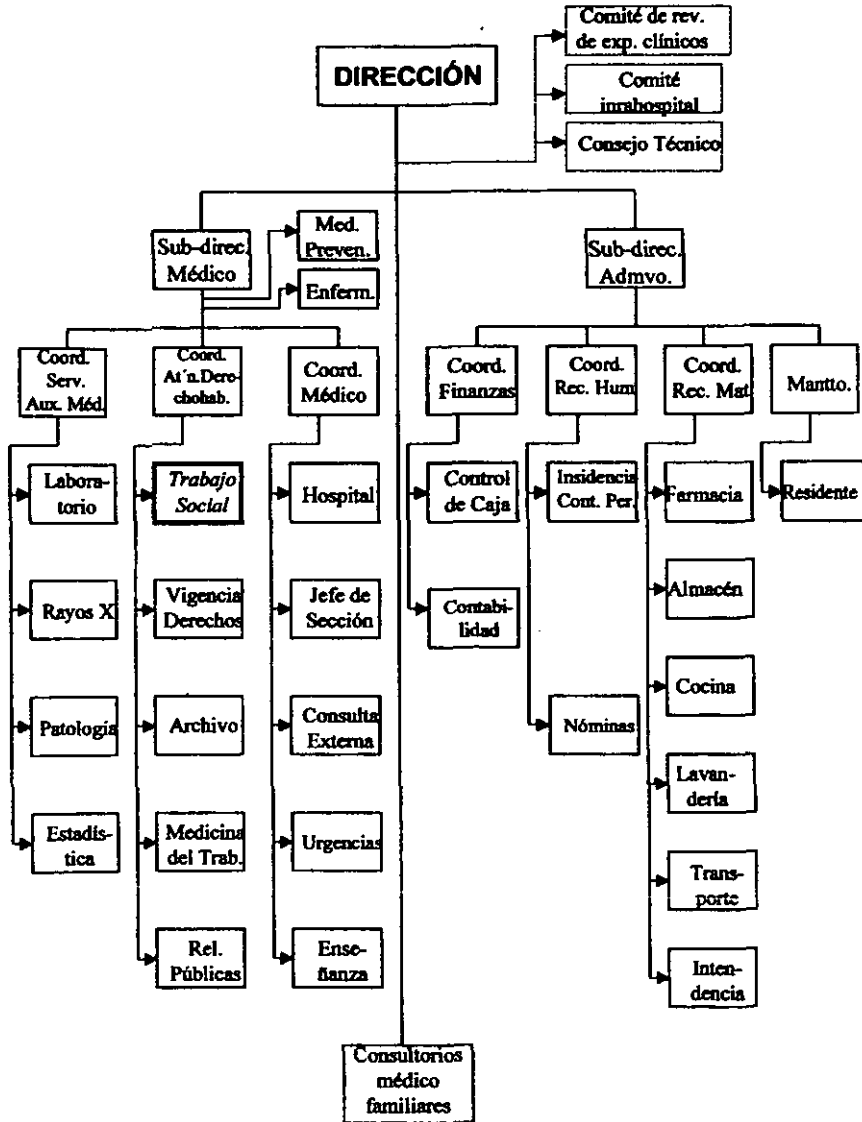 Comité de rev.
de exp. clínicos
DIRECCIÓN
Comité
inrahospital
Consejo Técnico
Sub-direc.
Médico
Med.
Preven.
Enferm.
Sub-direc.
Admvo.
Coord.
Serv.
Aux. Méd.
Coord.
At´n.Dere-
chohab.
Coord.
Médico
Coord.
Finanzas
Coord.
Rec. Hum
Coord.
Rec. Mat
Mantto.
Labora-
torio
Trabajo
Social
Hospital
Control
de Caja
Insidencia
Cont. Per.
Farmacia
Residente
Rayos X
Vigencia
Derechos
Jefe de
Sección
Contabi-
lidad
Almacén
Patología
Archivo
Consulta
Externa
Nóminas
Cocina
Estadís-
tica
Medicina
del Trab.
Urgencias
Lavan-
dería
Rel.
Públicas
Ense-
ñanza
Trans-
porte
Inten-
dencia
Consultorios
médico
familiares